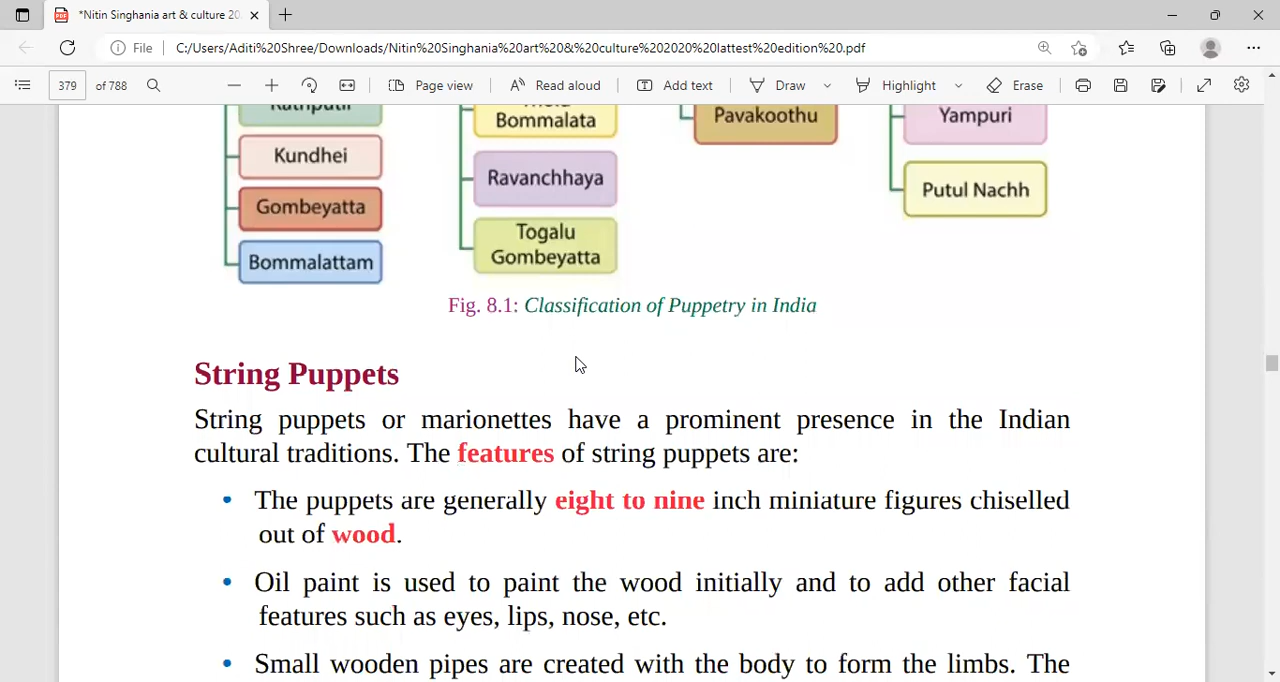 *Nitin Singhania art & culture 20
File
C:/Users/Aditi%20Shree/Downloads/Nitin%20Singhania%20art%20&%20culture%202020%20lattest%20edition%20.pdf
379 of 788
Page view
Read aloud
Add text
Draw
Highlight
Erase
Bommalata
Pavakoothu
Yampuri
Kundhei
Ravanchhaya
Putul Nachh
Gombeyatta
Togalu
Gombeyatta
Bommalattam
Fig. 8.1: Classification of Puppetry in India
String Puppets
String puppets or marionettes have a prominent presence in the Indian
cultural traditions. The features of string puppets are:
• The puppets are generally eight to nine inch miniature figures chiselled
out of wood.
• Oil paint is used to paint the wood initially and to add other facial
features such as eyes, lips, nose, etc.
• Small wooden pipes are created with the body to form the limbs. The